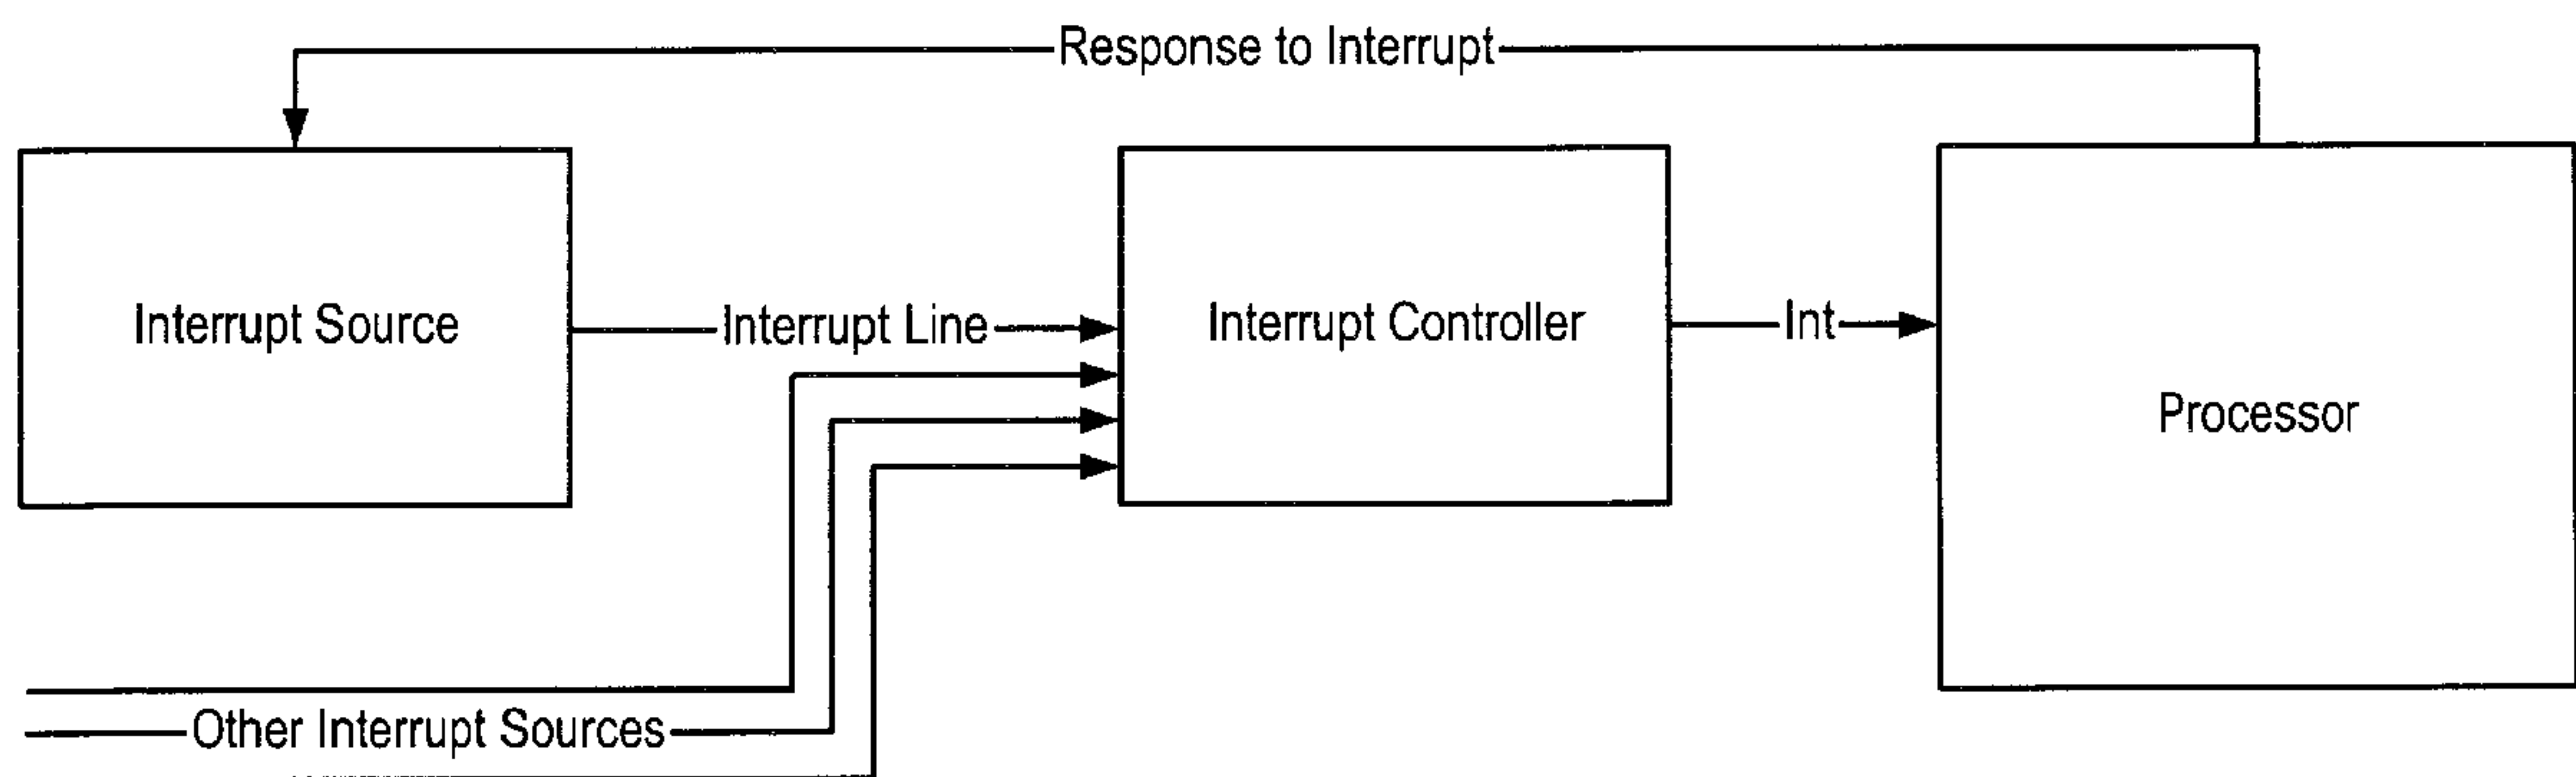 Response to Interrupt
Interrupt Source
Interrupt Line
Interrupt Controller
Int
Processor
Other Interrupt Sources